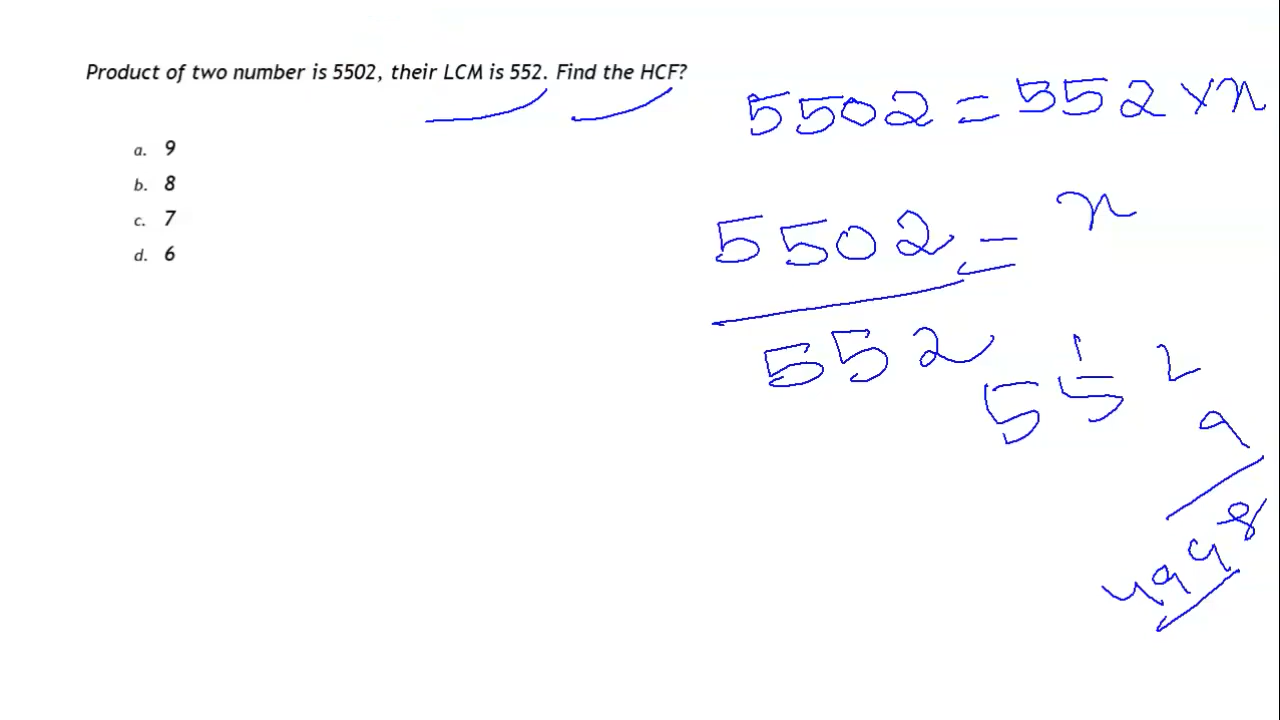 Product of two number is 5502, their LCM is 552. Find the HCF?
a. 9
b. 8
c. 7
d. 6
5502 = 552 × n
5502 = n
552
552
9
4948